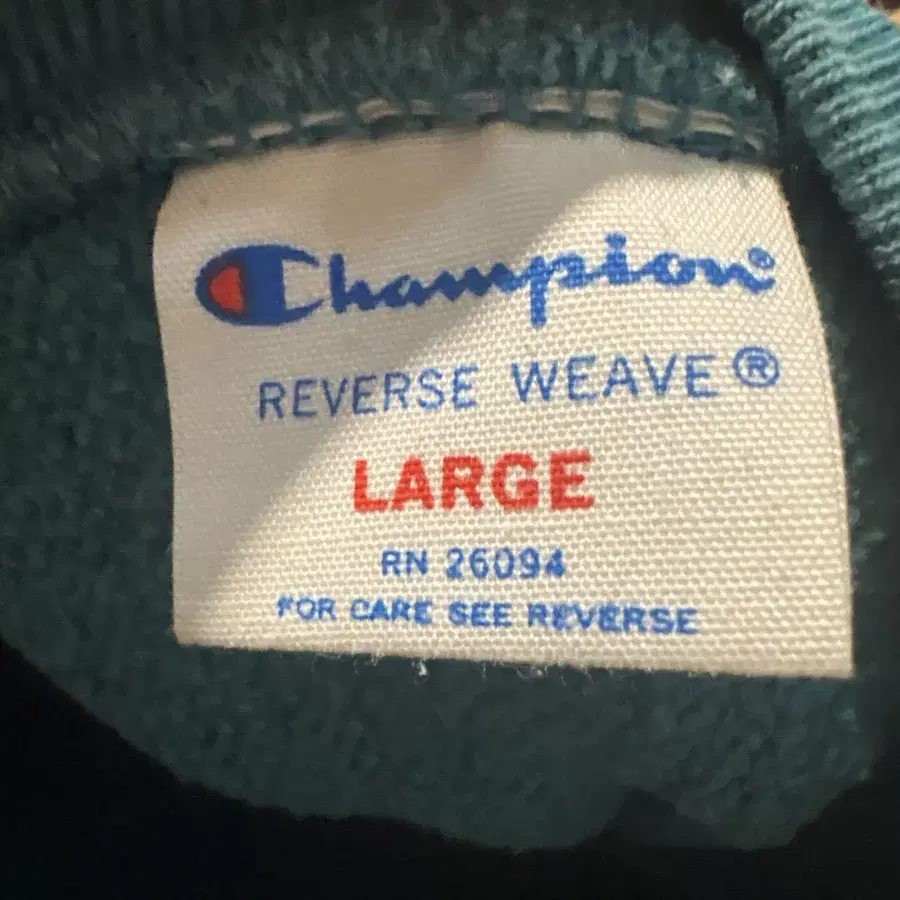 Champion®
REVERSE WEAVE®
LARGE
RN 26094
FOR CARE SEE REVERSE